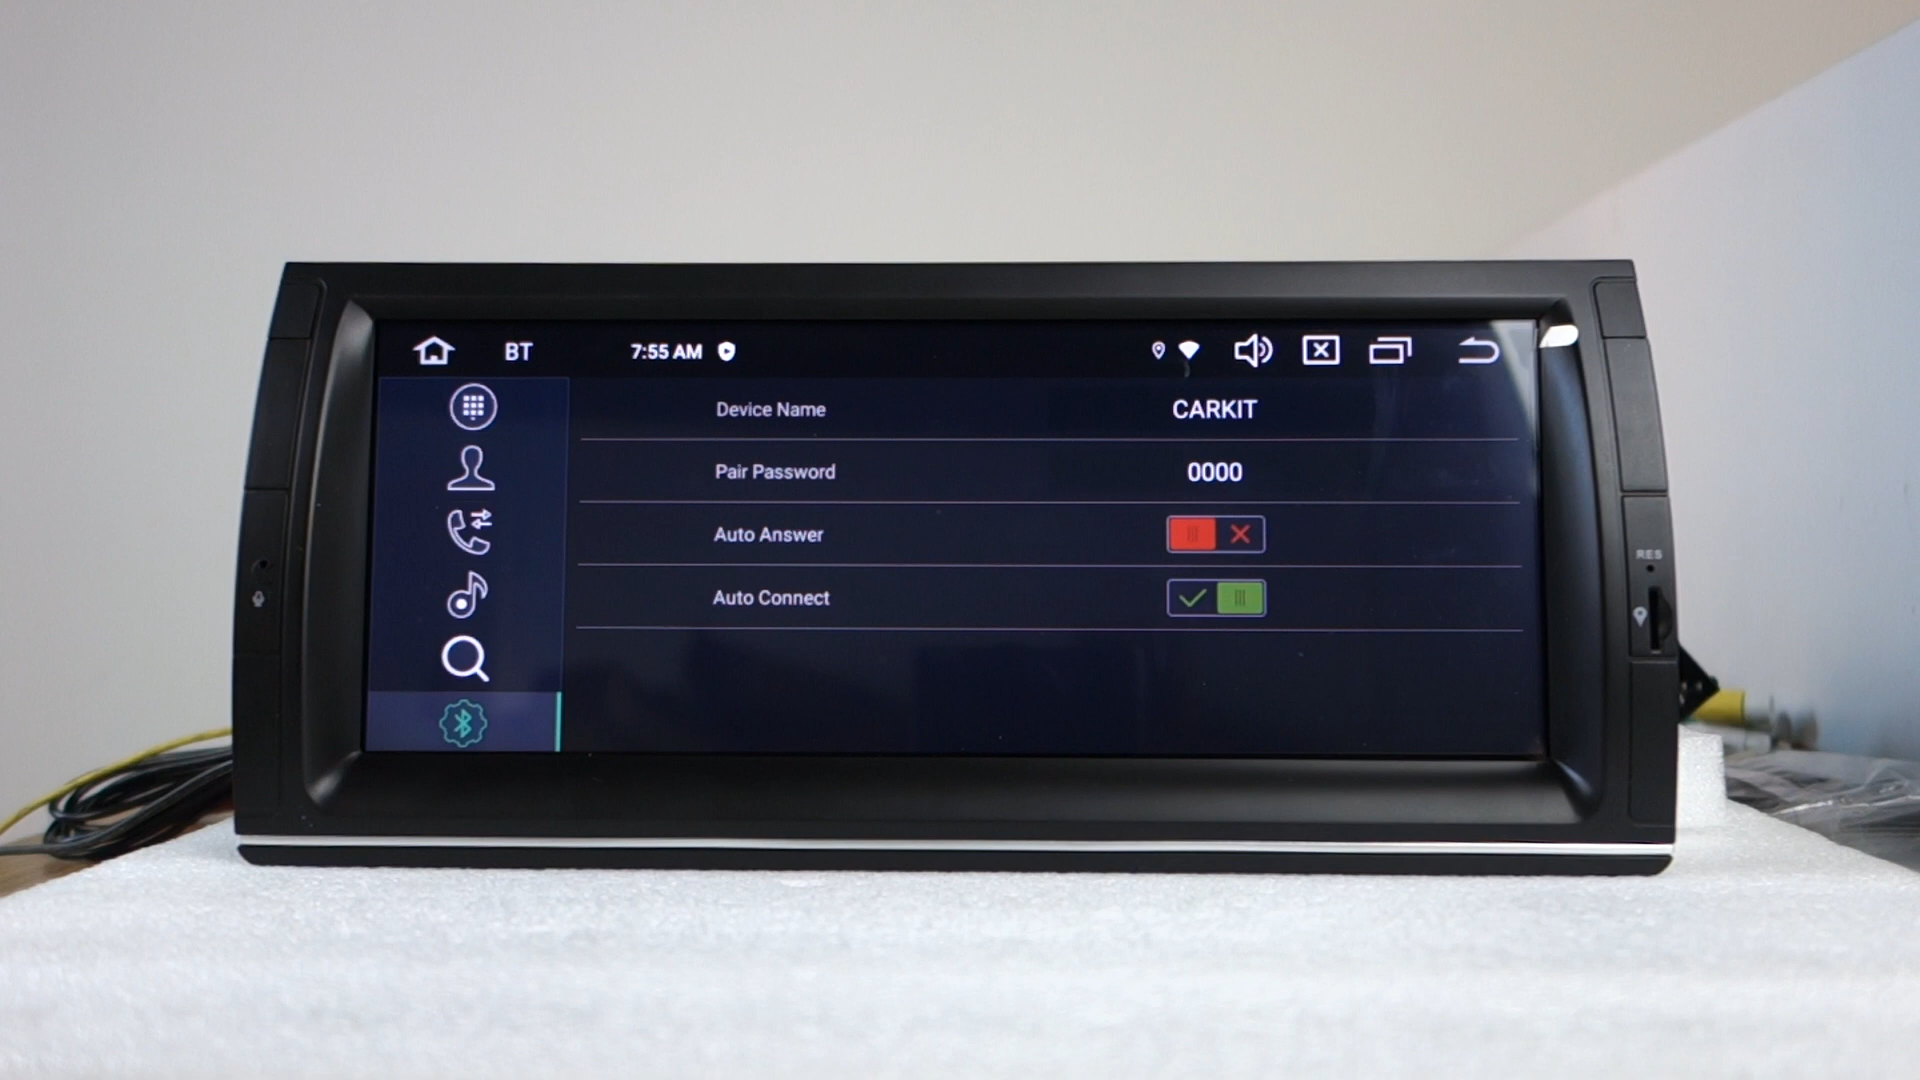 BT 7:55 AM
Device Name CARKIT
Pair Password 0000
Auto Answer
Auto Connect
RES